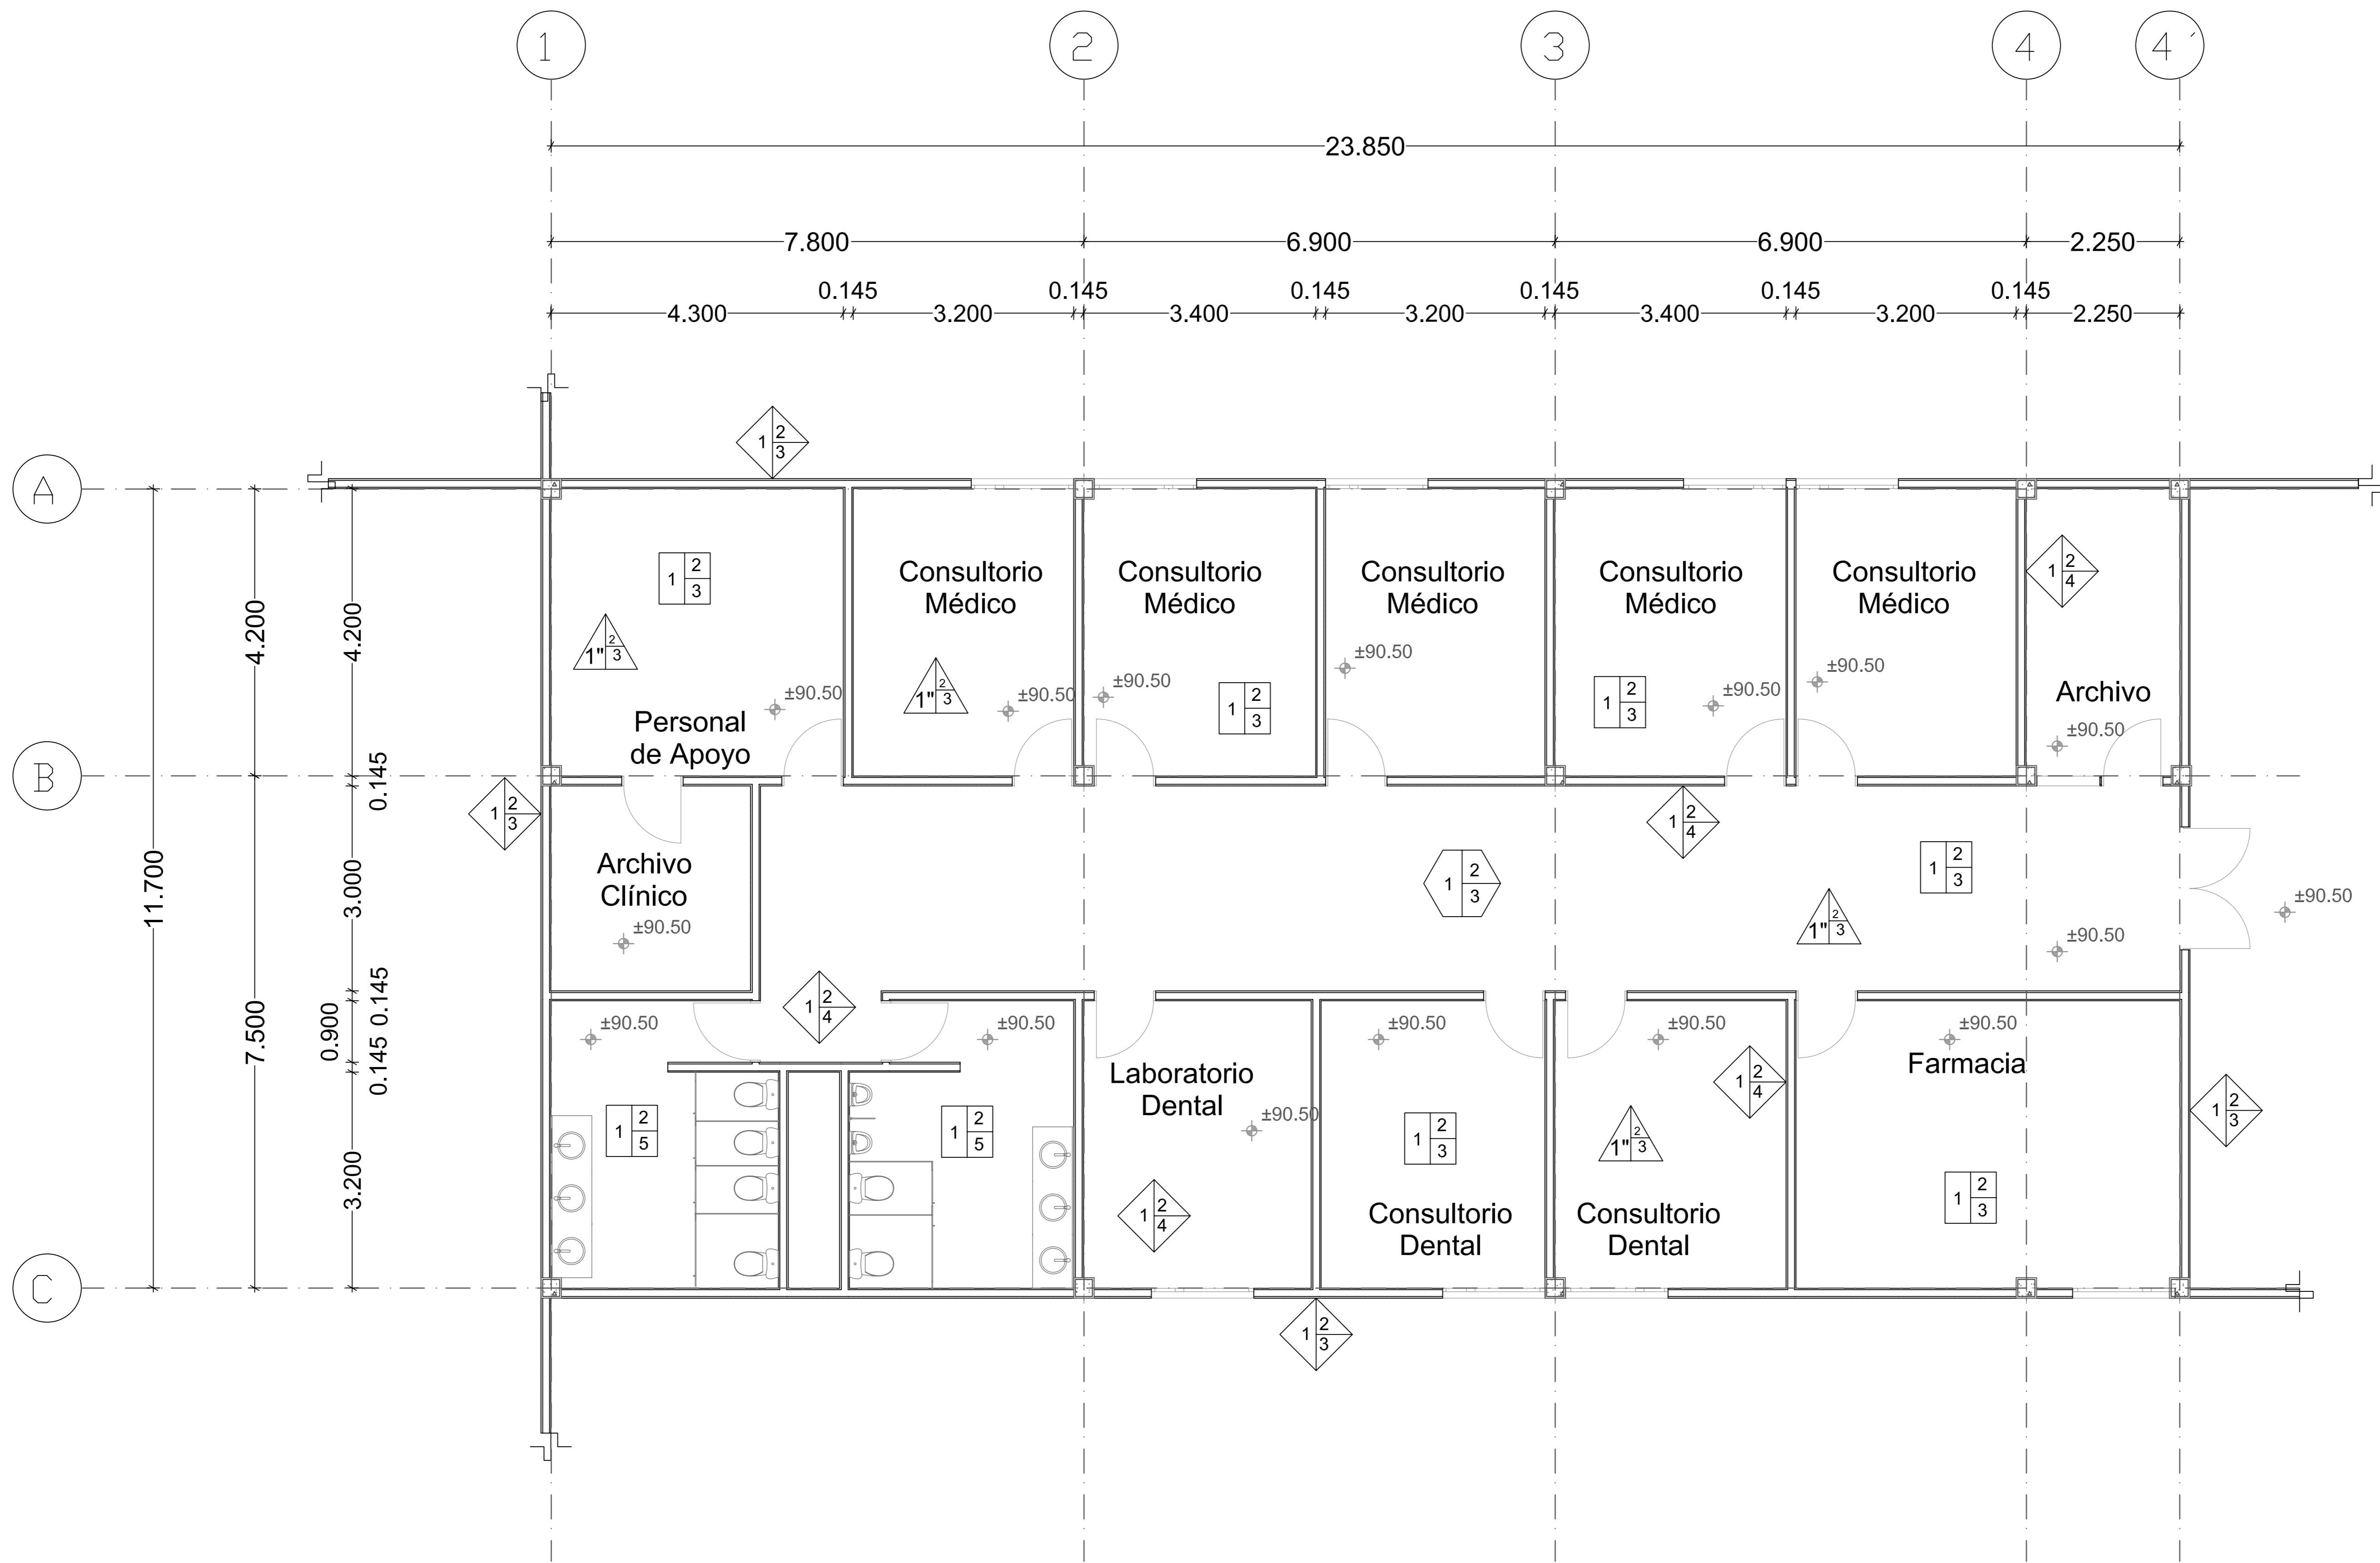 1 2 3 4 4´
23.850
7.800 6.900 6.900 2.250
0.145 0.145 0.145 0.145 0.145 0.145
4.300 3.200 3.400 3.200 3.400 3.200 2.250
1 2 3
A
Consultorio
Médico
Consultorio
Médico
Consultorio
Médico
Consultorio
Médico
Consultorio
Médico
1 2 4
1 2 3
4.200
4.200
1" 2 3
1" 2 3
±90.50
±90.50
±90.50
1 2 3
±90.50
1 2 3
±90.50
±90.50
Archivo
±90.50
Personal
de Apoyo
B
0.145
1 2 3
1 2 4
Archivo
Clínico
±90.50
11.700
3.000
1 2 3
1 2 3
1" 2 3
±90.50
±90.50
7.500
0.900
0.145
0.145
1 2 4
±90.50
±90.50
±90.50
±90.50
±90.50
Laboratorio
Dental
±90.50
Farmacia
1 2 4
1 2 3
1 2 5
1 2 5
1 2 3
1" 2 3
3.200
1 2 4
1 2 3
Consultorio
Dental
Consultorio
Dental
C
1 2 3